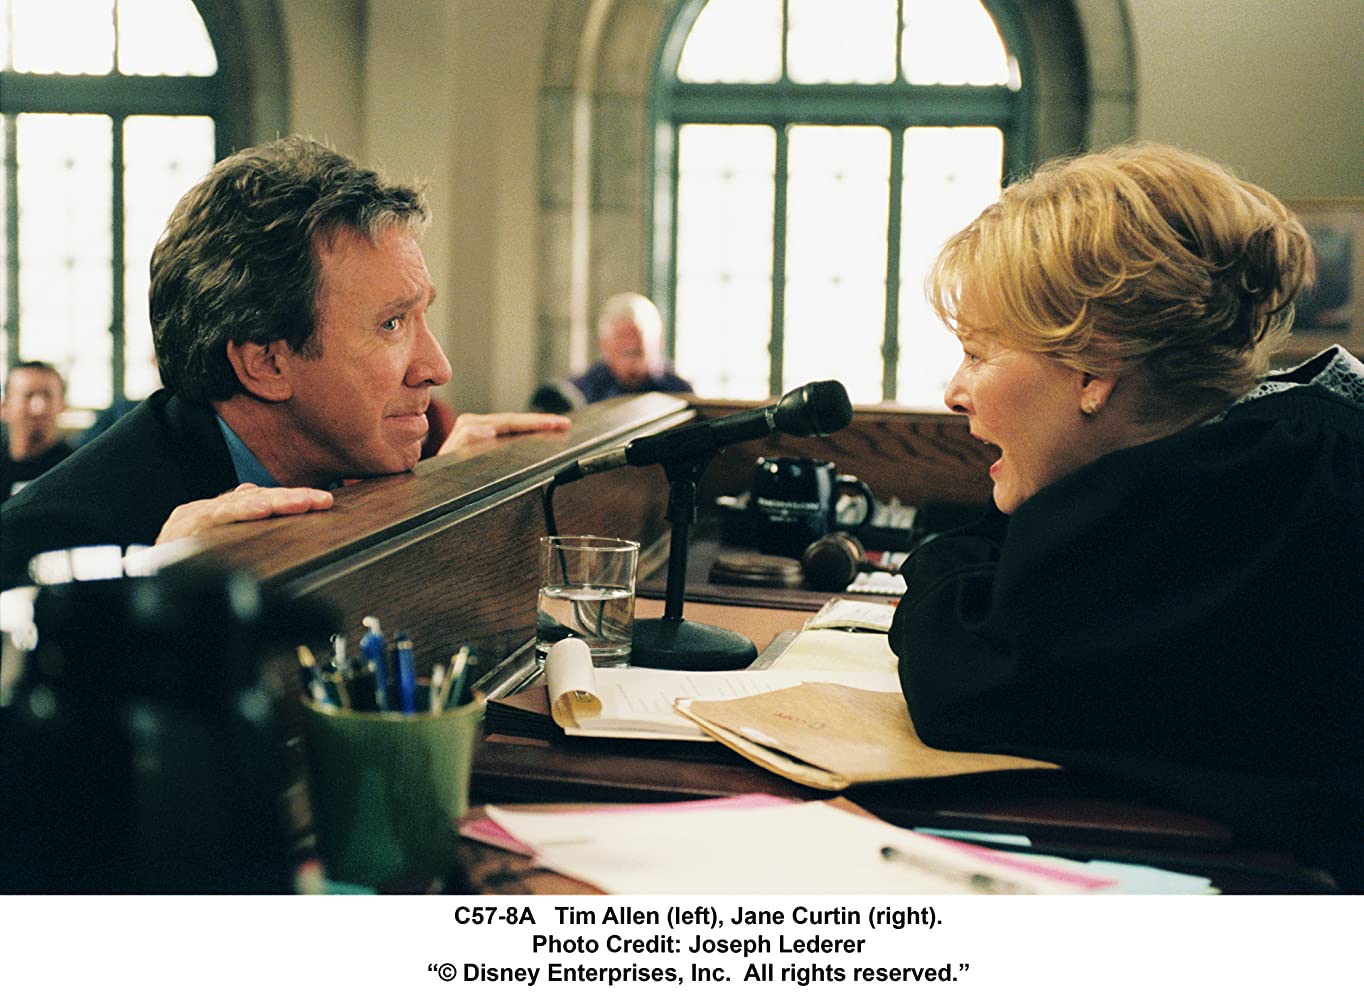 C57-8A Tim Allen (left), Jane Curtin (right).
Photo Credit: Joseph Lederer
“© Disney Enterprises, Inc. All rights reserved.”